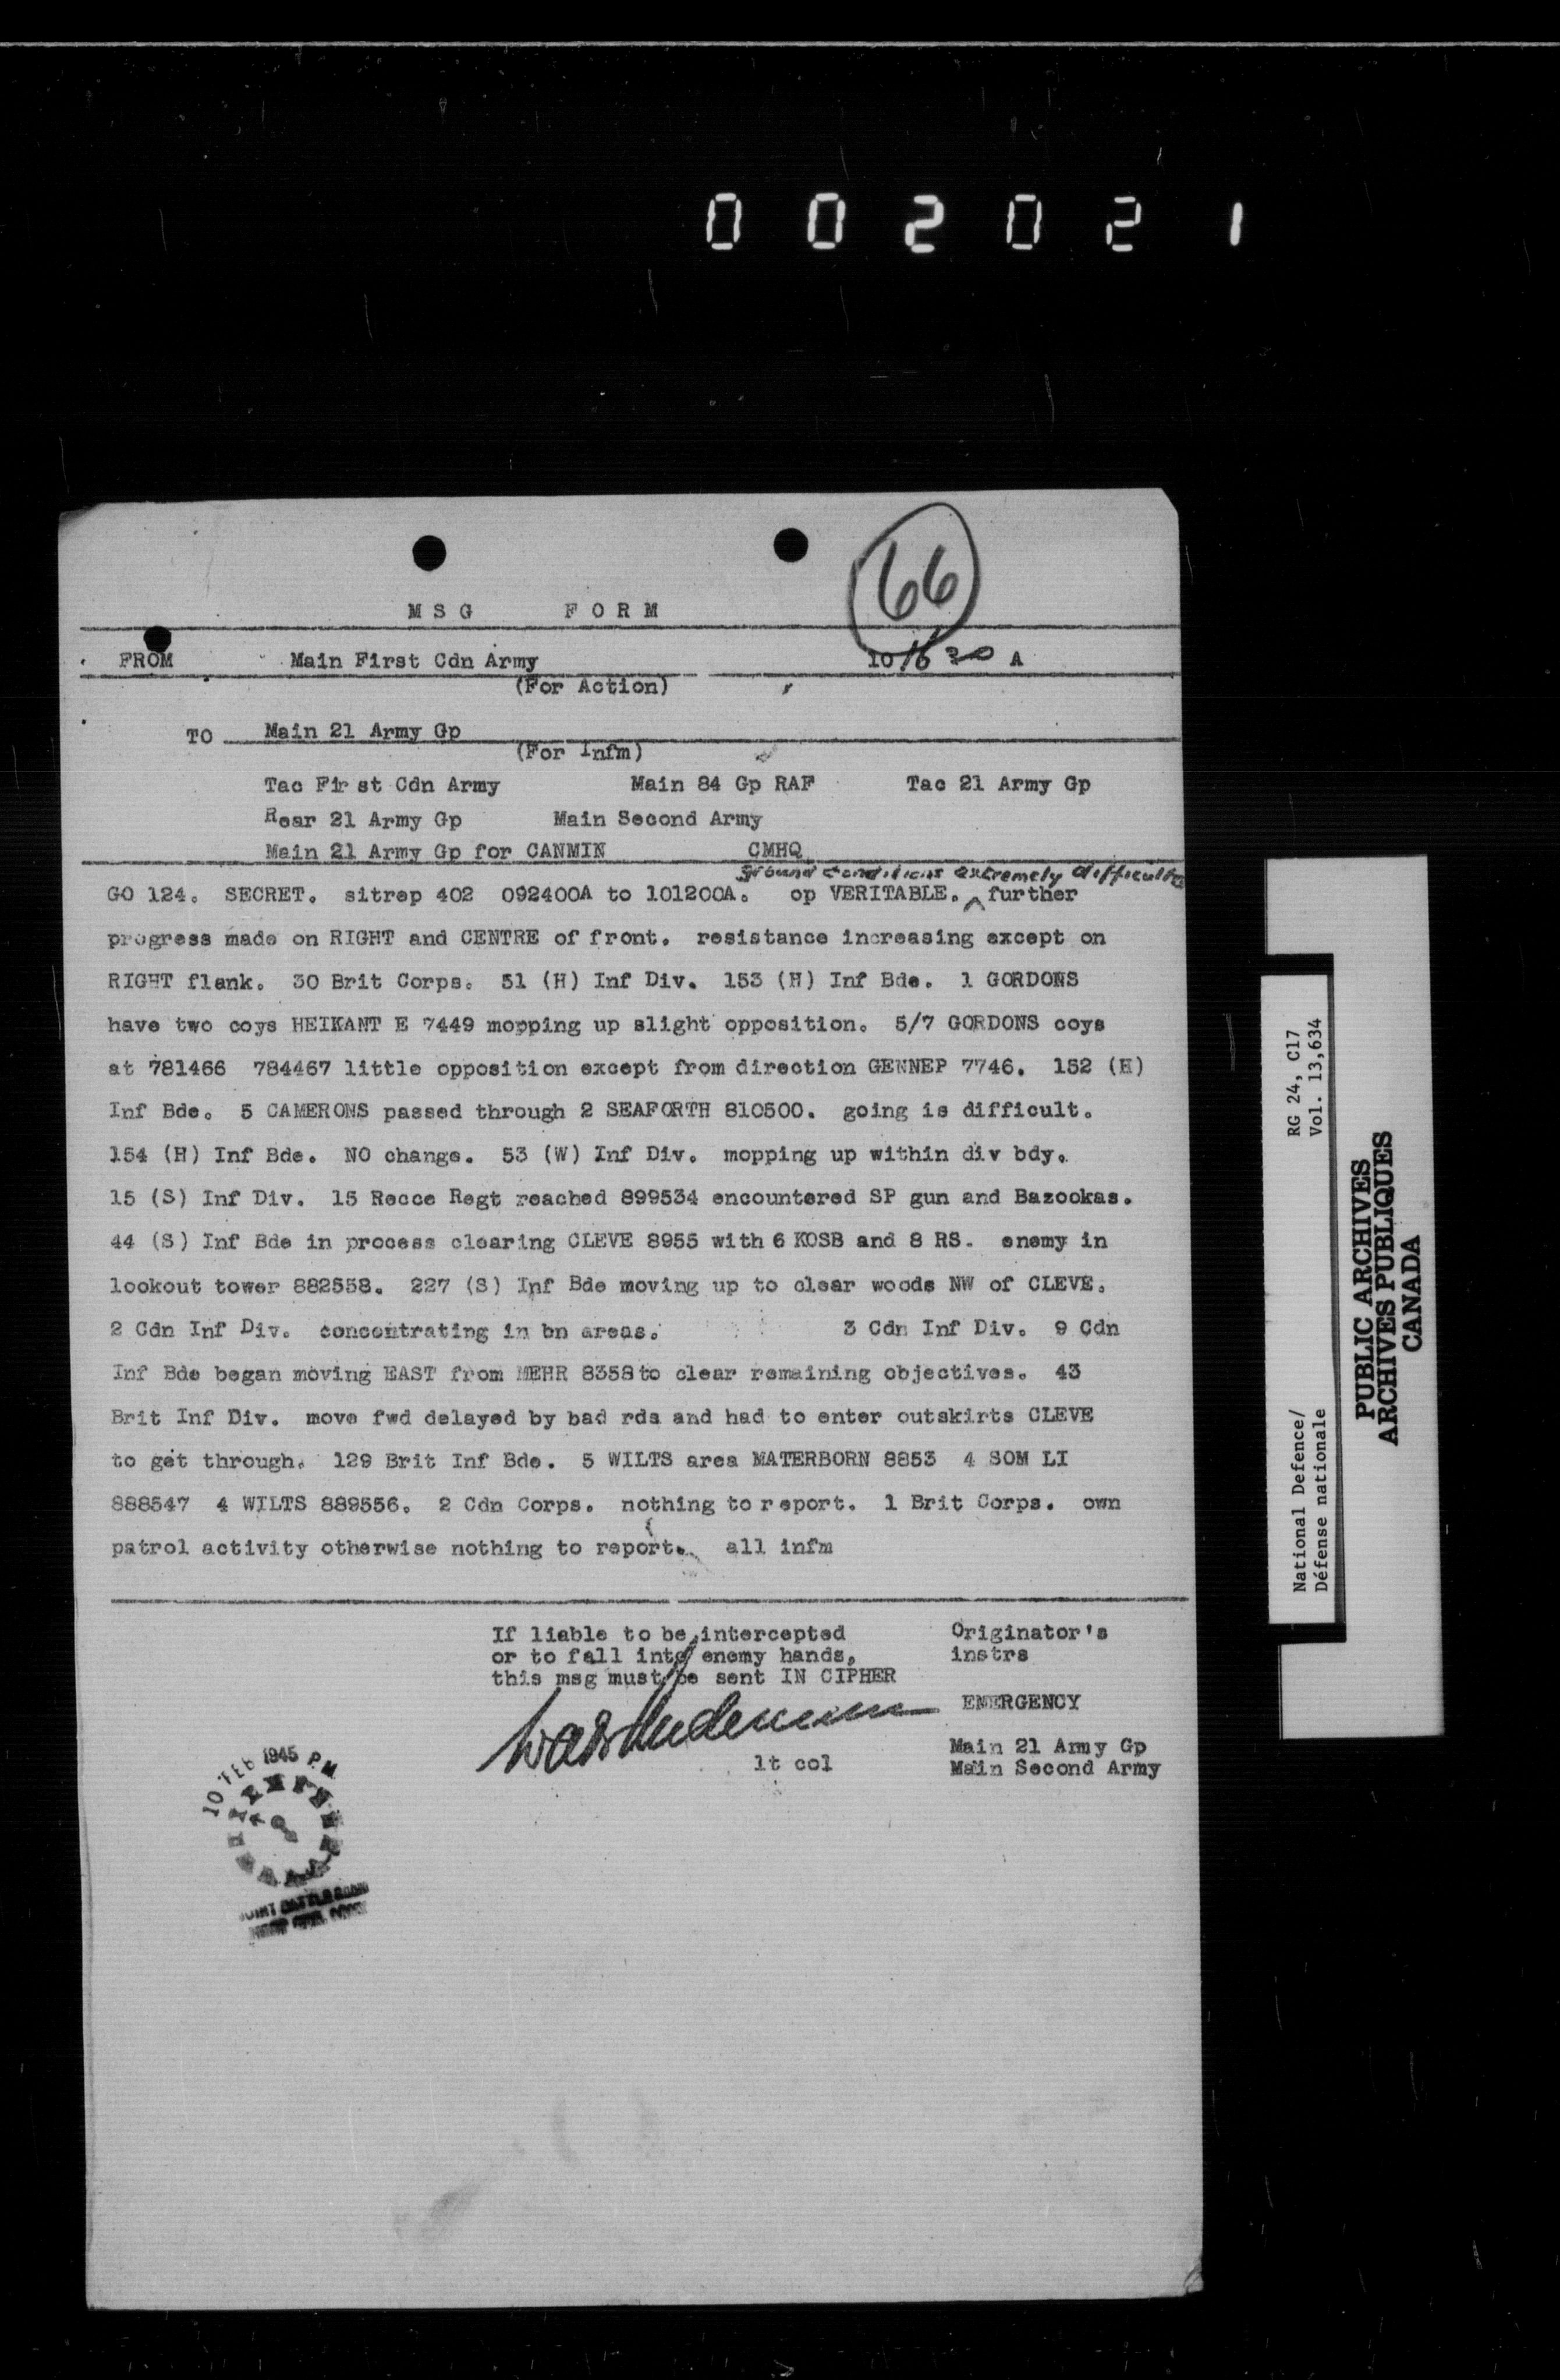 002021
66
MSG FORM
FROM Main First Cdn Army 101630 A
(For Action)
TO Main 21 Army Gp
(For Infm)
Tac First Cdn Army Main 84 Gp RAF Tac 21 Army Gp
Rear 21 Army Gp Main Second Army
Main 21 Army Gp for CANMIN CMHQ
ground conditions extremely difficult
GO 124. SECRET. sitrep 402 092400A to 101200A. op VERITABLE. further
progress made on RIGHT and CENTRE of front. resistance increasing except on
RIGHT flank. 30 Brit Corps. 51 (H) Inf Div. 153 (H) Inf Bde. 1 GORDONS
have two coys HEIKANT E 7449 mopping up slight opposition. 5/7 GORDONS coys
at 781466 784467 little opposition except from direction GENNEP 7746. 152 (H)
Inf Bde. 5 CAMERONS passed through 2 SEAFORTH 810500. going is difficult.
154 (H) Inf Bde. NO change. 53 (W) Inf Div. mopping up within div bdy.
15 (S) Inf Div. 15 Recce Regt reached 899534 encountered SP gun and Bazookas.
44 (S) Inf Bde in process clearing CLEVE 8955 with 6 KOSB and 8 RS. enemy in
lookout tower 882558. 227 (S) Inf Bde moving up to clear woods NW of CLEVE.
2 Cdn Inf Div. concentrating in bn areas. 3 Cdn Inf Div. 9 Cdn
Inf Bde began moving EAST from MEHR 8358 to clear remaining objectives. 43
Brit Inf Div. move fwd delayed by bad rds and had to enter outskirts CLEVE
to get through. 129 Brit Inf Bde. 5 WILTS area MATERBORN 8853 4 SOM LI
888547 4 WILTS 889556. 2 Cdn Corps. nothing to report. 1 Brit Corps. own
patrol activity otherwise nothing to report. all infm
If liable to be intercepted
or to fall into enemy hands,
this msg must be sent IN CIPHER
lt col
Originator's
instrs
EMERGENCY
Main 21 Army Gp
Main Second Army
10 FEB 1945 P.M.
National Defence/ RG 24, C17
Défense nationale Vol. 13,634
PUBLIC ARCHIVES
ARCHIVES PUBLIQUES
CANADA